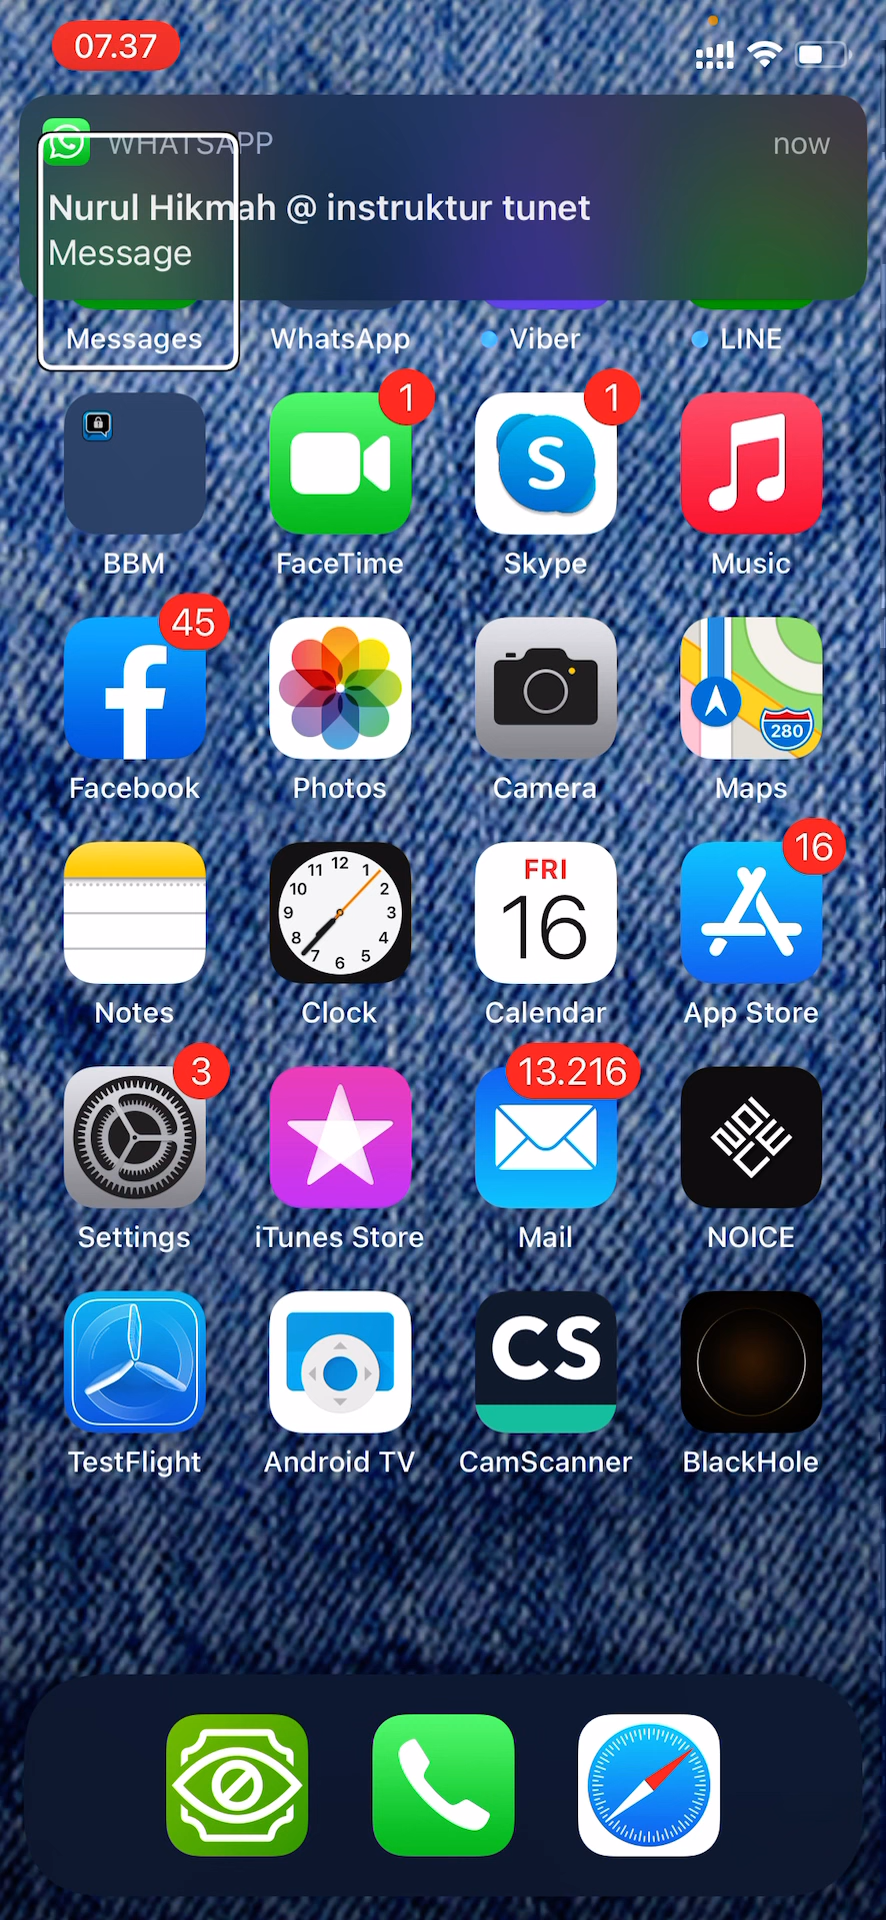 07.37
WHATSAPP now
Nurul Hikmah @ instruktur tunet
Message
Messages WhatsApp Viber LINE
1 1
S
BBM FaceTime Skype Music
45
f
280
Facebook Photos Camera Maps
16
FRI
16
12 1 2 3 4 5 6 7 8 9 10 11
Notes Clock Calendar App Store
3 13.216
NOICE
Settings iTunes Store Mail NOICE
CS
TestFlight Android TV CamScanner BlackHole